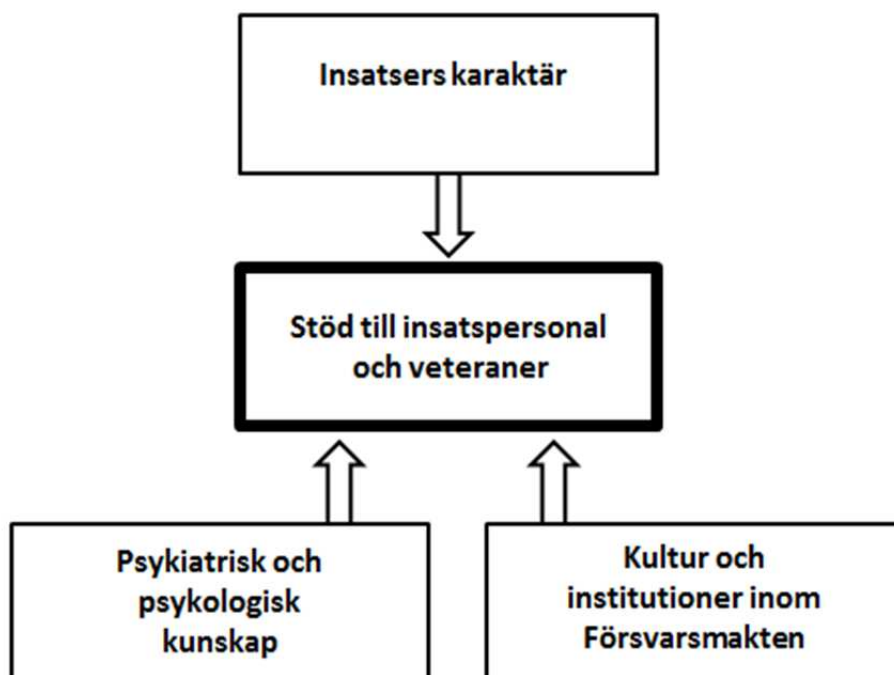 Insatsers karaktär
Stöd till insatspersonal
och veteraner
Psykiatrisk och
psykologisk
kunskap
Kultur och
institutioner inom
Försvarsmakten